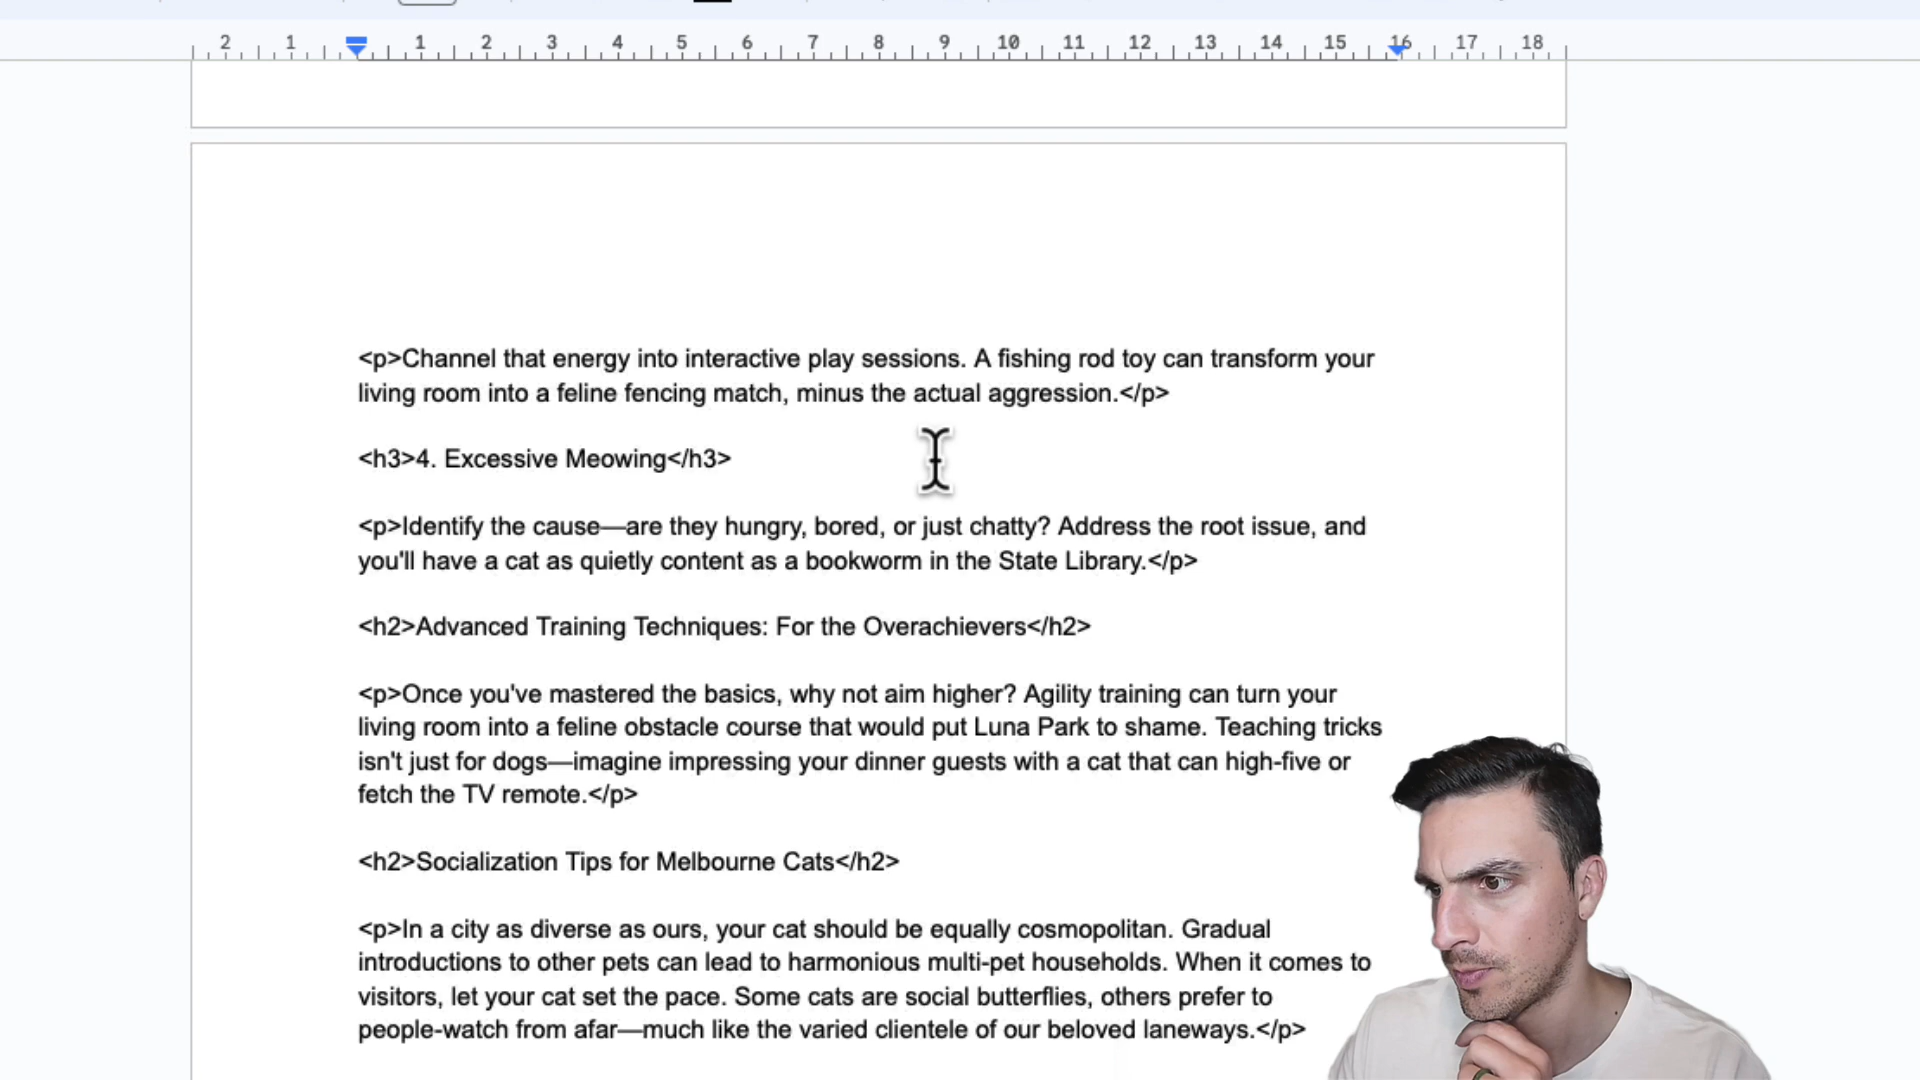 2 1 1 2 3 4 5 6 7 8 9 10 11 12 13 14 15 16 17 18
<p>Channel that energy into interactive play sessions. A fishing rod toy can transform your
living room into a feline fencing match, minus the actual aggression.</p>
<h3>4. Excessive Meowing</h3>
<p>Identify the cause—are they hungry, bored, or just chatty? Address the root issue, and
you'll have a cat as quietly content as a bookworm in the State Library.</p>
<h2>Advanced Training Techniques: For the Overachievers</h2>
<p>Once you've mastered the basics, why not aim higher? Agility training can turn your
living room into a feline obstacle course that would put Luna Park to shame. Teaching tricks
isn't just for dogs—imagine impressing your dinner guests with a cat that can high-five or
fetch the TV remote.</p>
<h2>Socialization Tips for Melbourne Cats</h2>
<p>In a city as diverse as ours, your cat should be equally cosmopolitan. Gradual
introductions to other pets can lead to harmonious multi-pet households. When it comes to
visitors, let your cat set the pace. Some cats are social butterflies, others prefer to
people-watch from afar—much like the varied clientele of our beloved laneways.</p>